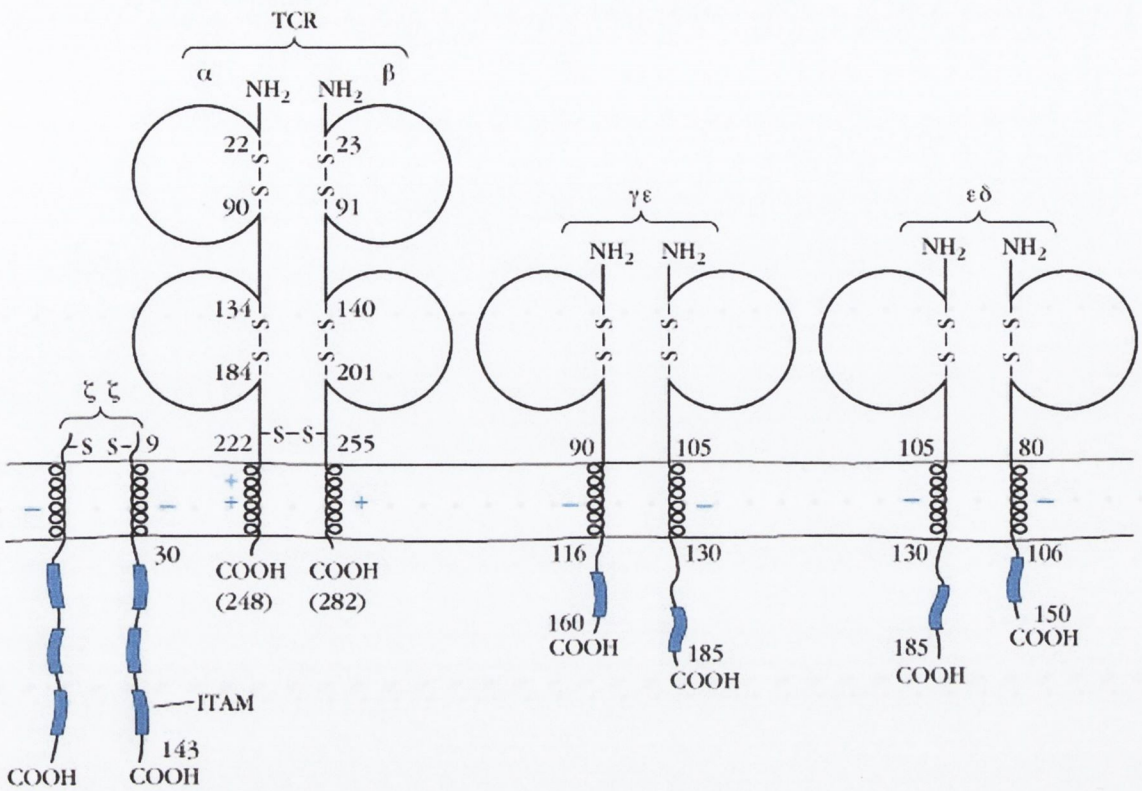 TCR
α β
NH₂ NH₂
22 23
S S
S S
90 91
γε εδ
NH₂ NH₂ NH₂ NH₂
134 140
S S S S S S
S S S S S S
184 201
ζ ζ
S S 9 222 S–S 255 90 105 105 80
+
– – + + – – – –
30 116 130 130 106
COOH COOH
(248) (282)
160 150
COOH COOH
185 185
COOH COOH
ITAM
143
COOH COOH